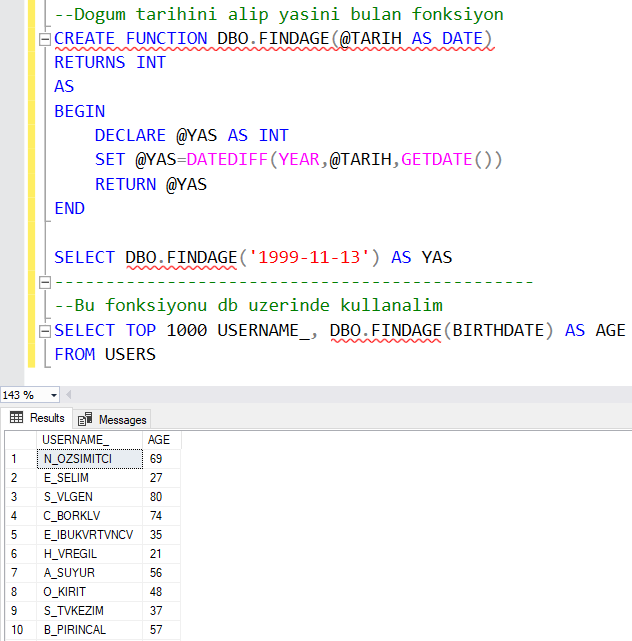 --Dogum tarihini alip yasini bulan fonksiyon
CREATE FUNCTION DBO.FINDAGE(@TARIH AS DATE)
RETURNS INT
AS
BEGIN
DECLARE @YAS AS INT
SET @YAS=DATEDIFF(YEAR,@TARIH,GETDATE())
RETURN @YAS
END
SELECT DBO.FINDAGE('1999-11-13') AS YAS
-----------------------------------------------
--Bu fonksiyonu db uzerinde kullanalim
SELECT TOP 1000 USERNAME_, DBO.FINDAGE(BIRTHDATE) AS AGE
FROM USERS
143 %
Results Messages
USERNAME_ AGE
1 N_OZSIMITCI 69
2 E_SELIM 27
3 S_VLGEN 80
4 C_BORKLV 74
5 E_IBUKVRTVNCV 35
6 H_VREGIL 21
7 A_SUYUR 56
8 O_KIRIT 48
9 S_TVKEZIM 37
10 B_PIRINCAL 57